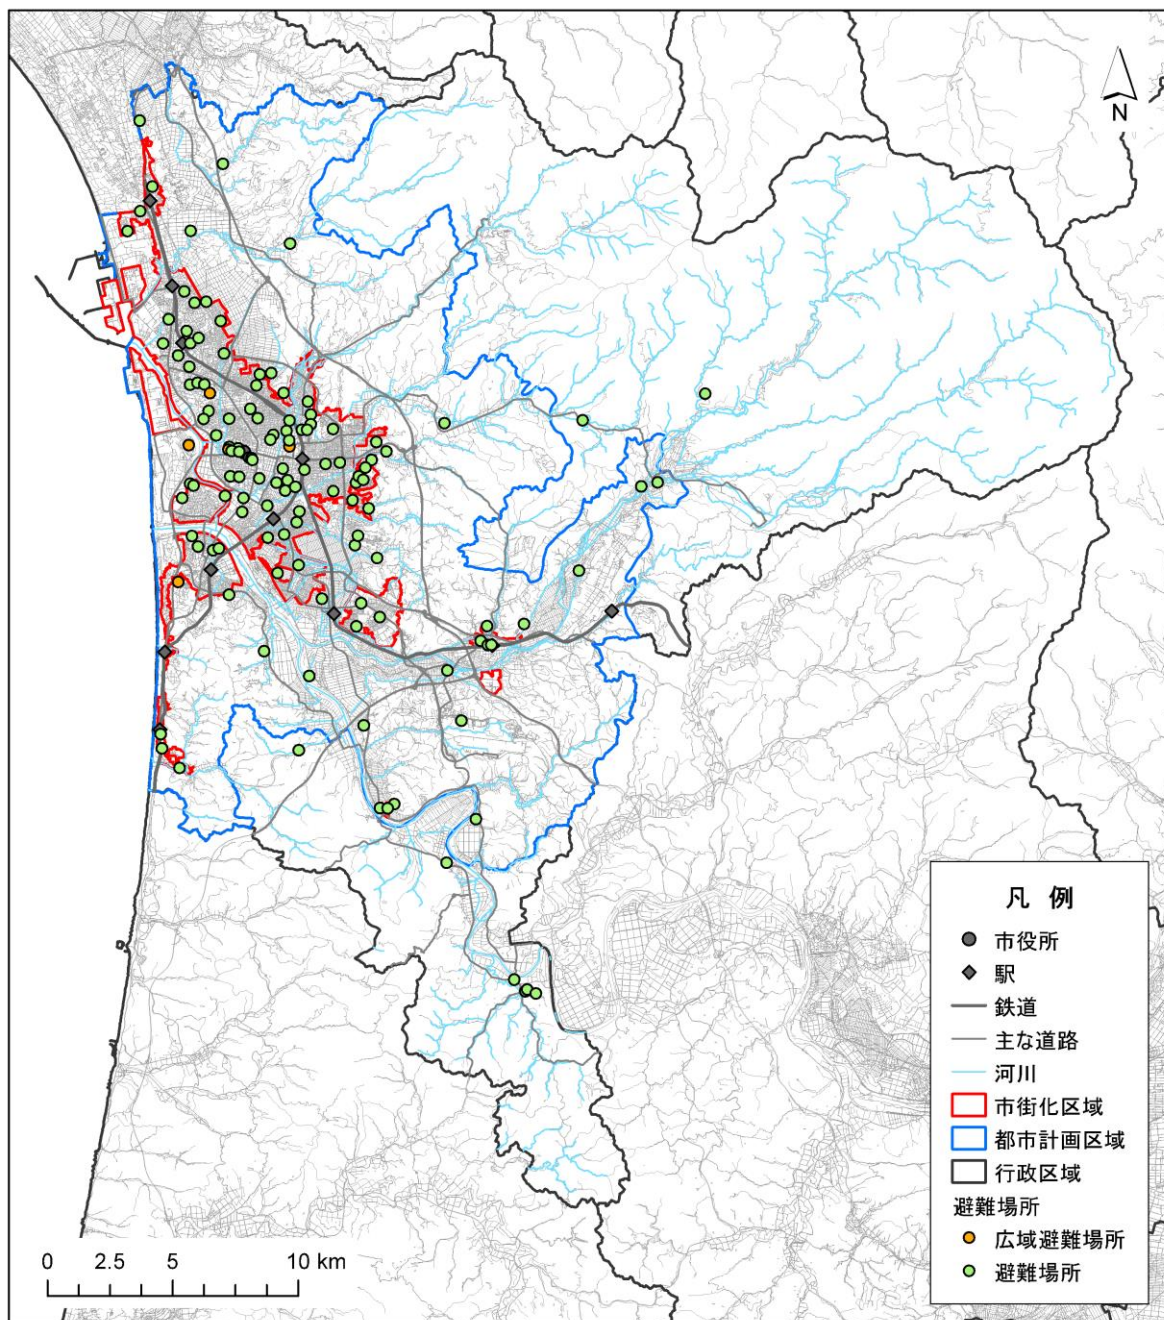 N
凡 例
市役所
駅
鉄道
主な道路
河川
市街化区域
都市計画区域
行政区域
避難場所
広域避難場所
避難場所
0 2.5 5 10 km